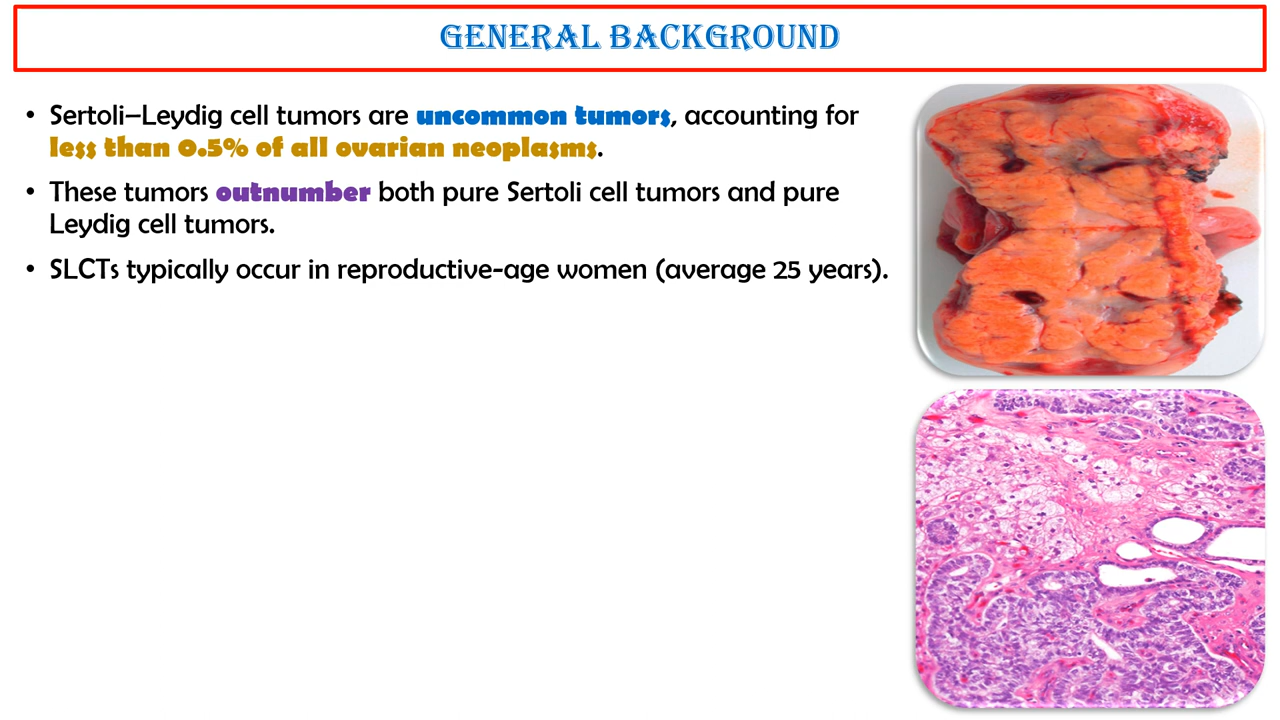 GENERAL BACKGROUND
• Sertoli–Leydig cell tumors are uncommon tumors, accounting for
less than 0.5% of all ovarian neoplasms.
• These tumors outnumber both pure Sertoli cell tumors and pure
Leydig cell tumors.
• SLCTs typically occur in reproductive-age women (average 25 years).